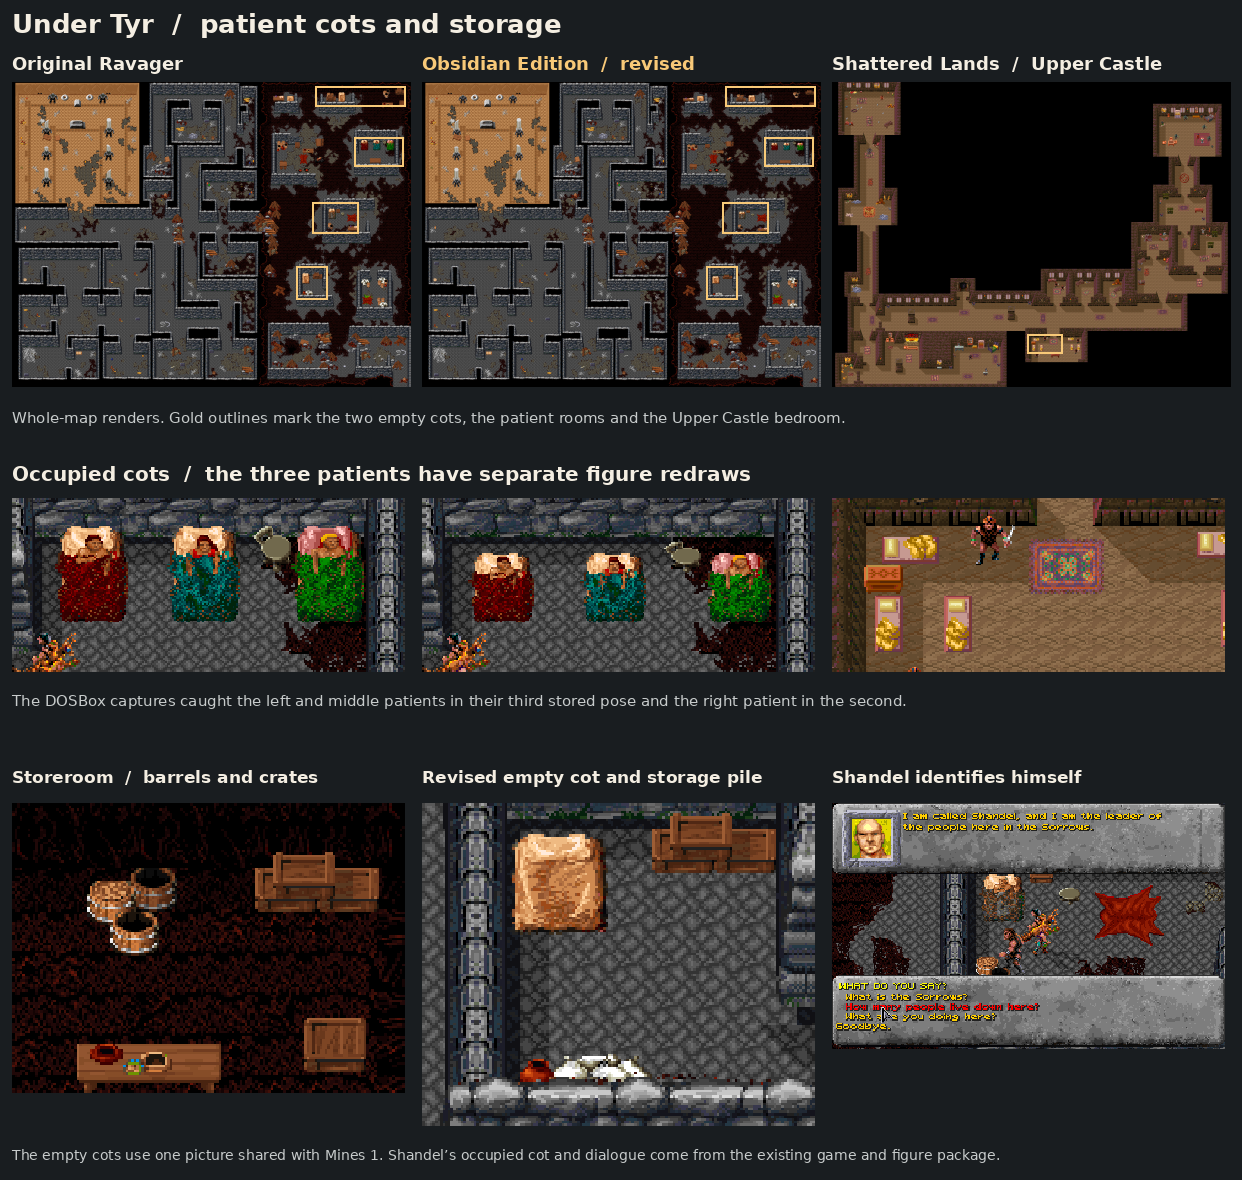 Under Tyr / patient cots and storage
Original Ravager
Obsidian Edition / revised
Shattered Lands / Upper Castle
Whole-map renders. Gold outlines mark the two empty cots, the patient rooms and the Upper Castle bedroom.
Occupied cots / the three patients have separate figure redraws
The DOSBox captures caught the left and middle patients in their third stored pose and the right patient in the second.
Storeroom / barrels and crates
Revised empty cot and storage pile
Shandel identifies himself
I am called Shandel, and I am the leader of
the people here in the Sorrows.
WHAT DO YOU SAY?
What is the Sorrows?
How many people live down here?
What are you doing here?
Goodbye.
The empty cots use one picture shared with Mines 1. Shandel’s occupied cot and dialogue come from the existing game and figure package.